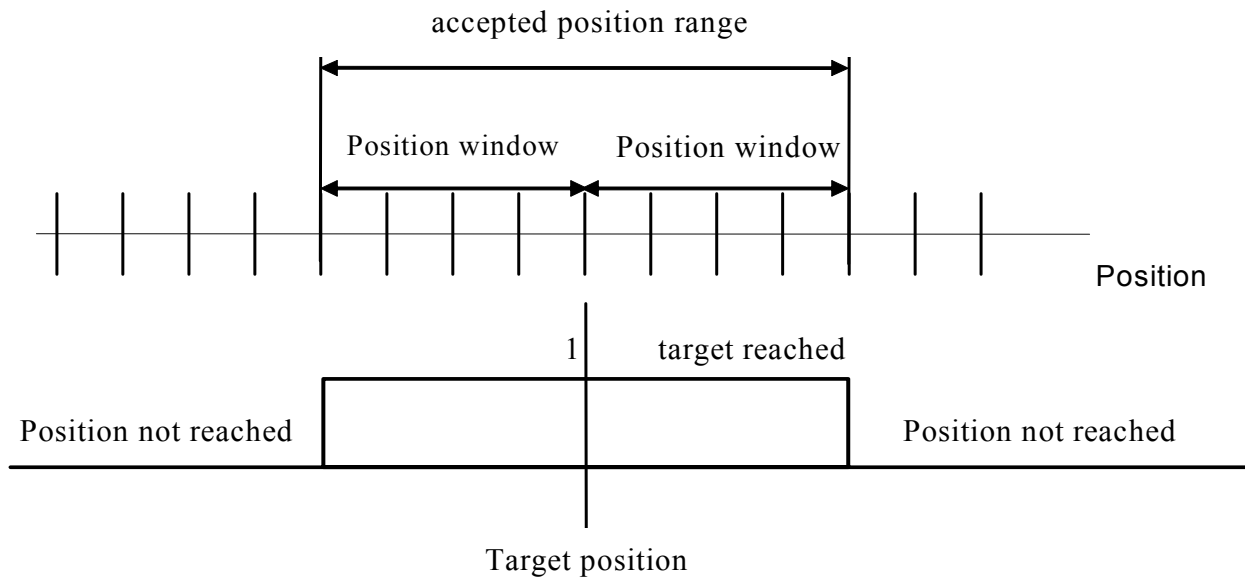 accepted position range
Position window
Position window
Position
1
target reached
Position not reached
Position not reached
Target position